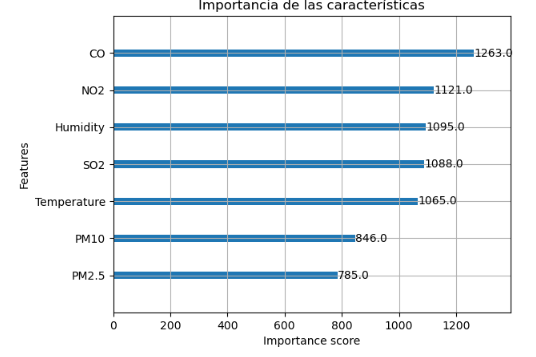 Importancia de las características
CO 1263.0
NO2 1121.0
Humidity 1095.0
SO2 1088.0
Temperature 1065.0
PM10 846.0
PM2.5 785.0
Features
0 200 400 600 800 1000 1200
Importance score